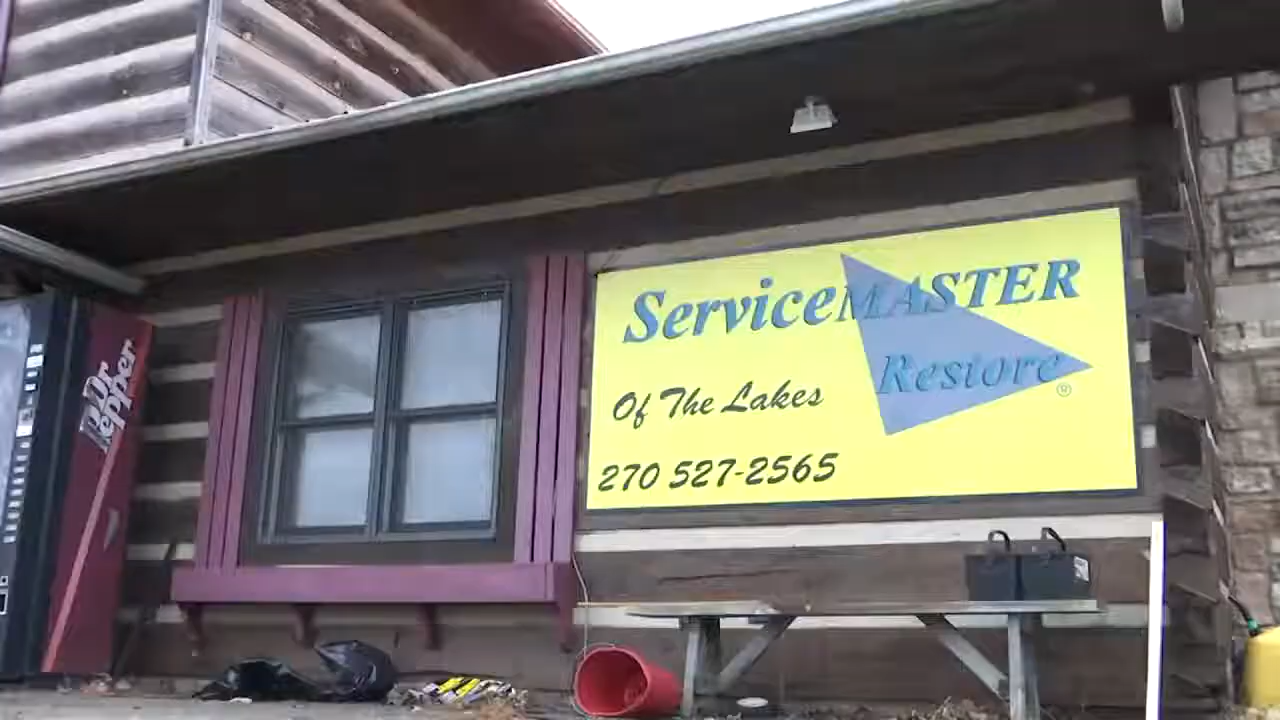 Dr Pepper
ServiceMASTER
Restore
®
Of The Lakes
270 527-2565